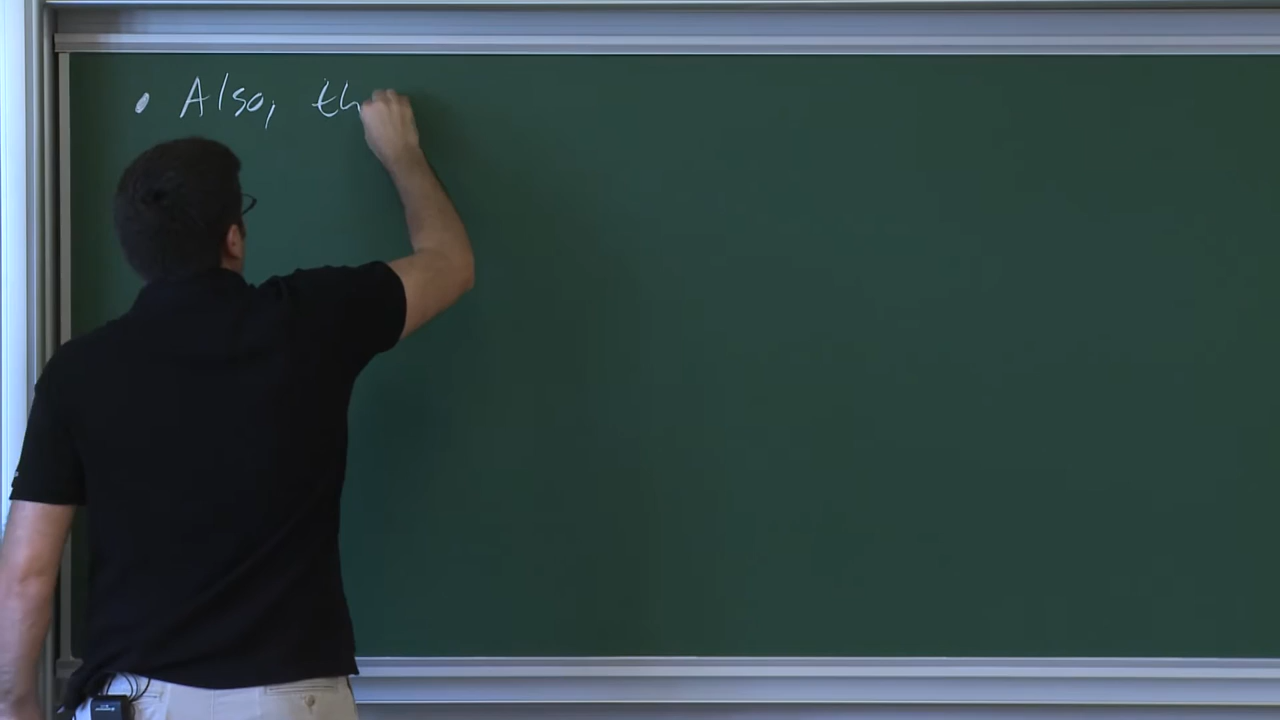 • Also, th